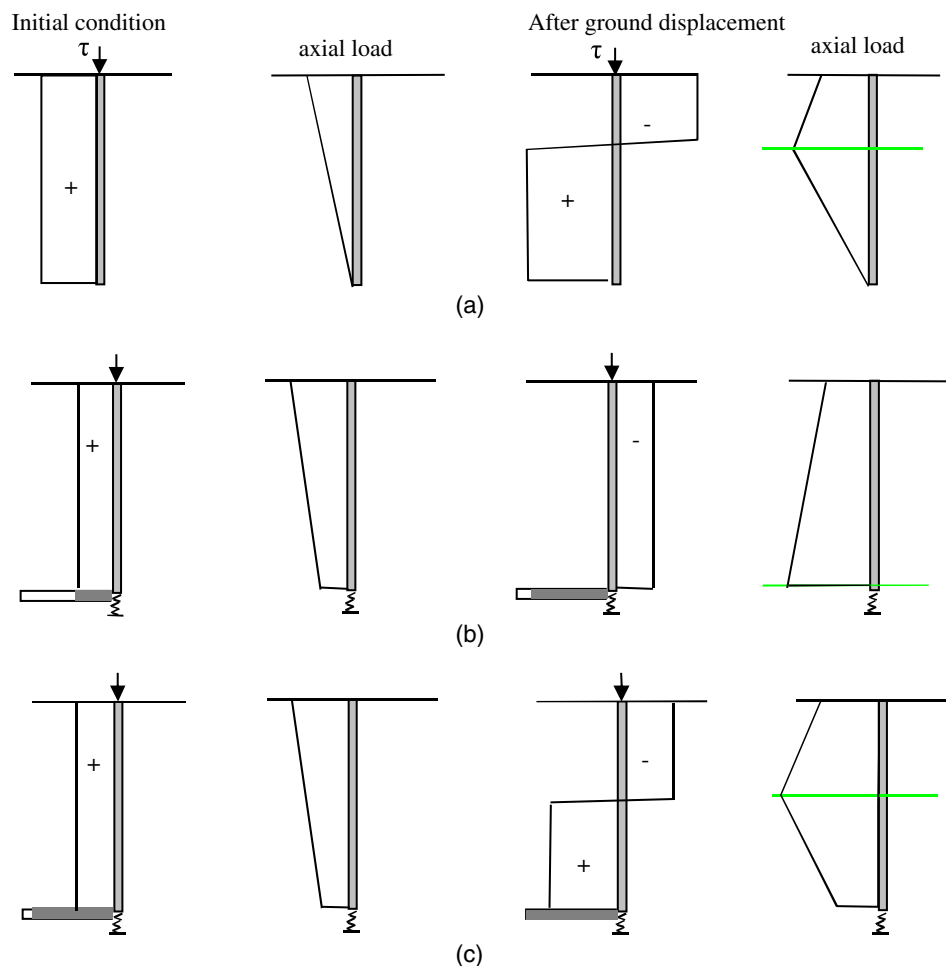 Initial condition
After ground displacement
τ
axial load
τ
axial load
-
+
+
(a)
+
-
(b)
+
-
+
(c)